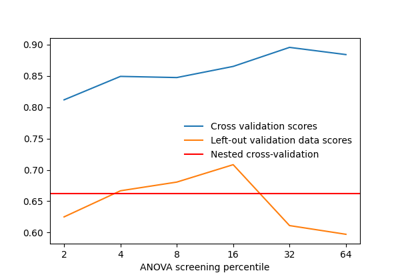 0.90
0.85
0.80
0.75
0.70
0.65
0.60
Cross validation scores
Left-out validation data scores
Nested cross-validation
2 4 8 16 32 64
ANOVA screening percentile